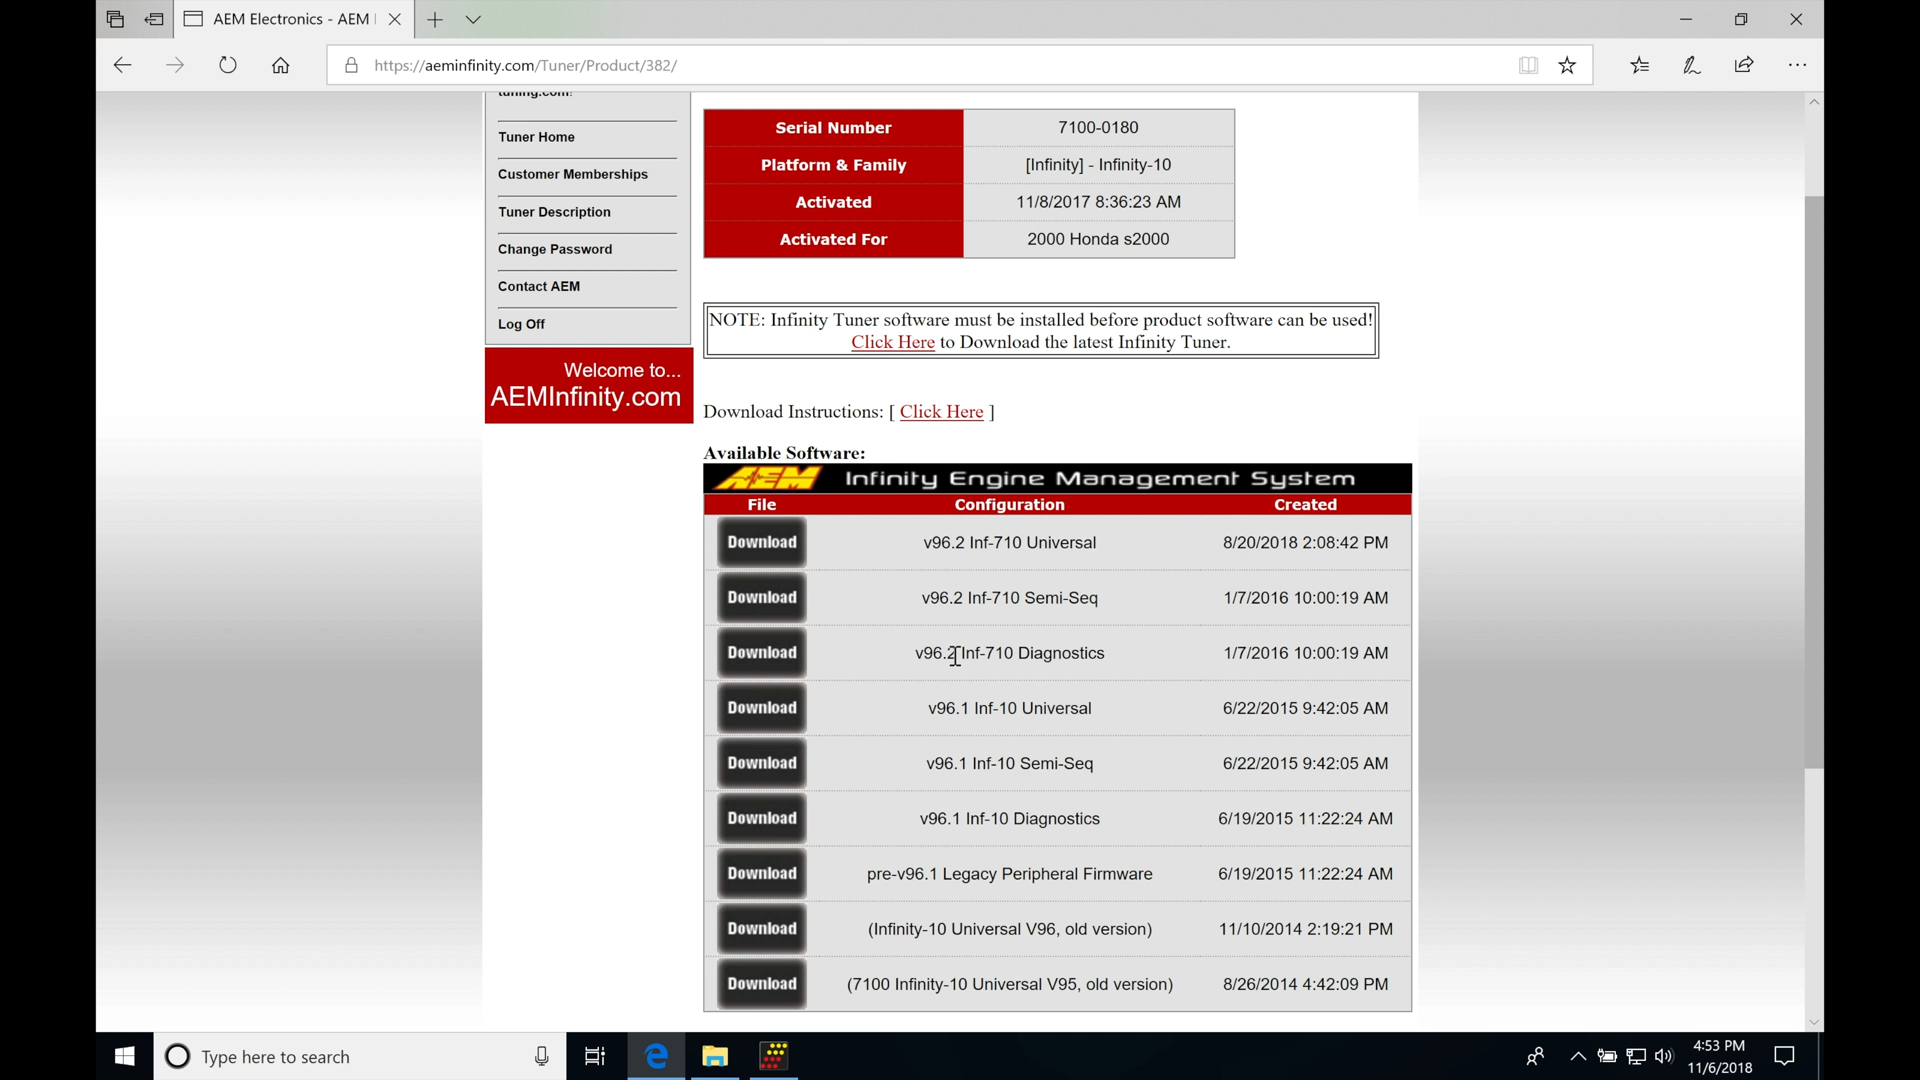 AEM Electronics - AEM
https://aeminfinity.com/Tuner/Product/382/
tuning.com!
Tuner Home
Customer Memberships
Tuner Description
Change Password
Contact AEM
Log Off
Welcome to...
AEMInfinity.com
Serial Number 7100-0180
Platform & Family [Infinity] - Infinity-10
Activated 11/8/2017 8:36:23 AM
Activated For 2000 Honda s2000
NOTE: Infinity Tuner software must be installed before product software can be used!
Click Here to Download the latest Infinity Tuner.
Download Instructions: [ Click Here ]
Available Software:
AEM Infinity Engine Management System
File Configuration Created
Download v96.2 Inf-710 Universal 8/20/2018 2:08:42 PM
Download v96.2 Inf-710 Semi-Seq 1/7/2016 10:00:19 AM
Download v96.2 Inf-710 Diagnostics 1/7/2016 10:00:19 AM
Download v96.1 Inf-10 Universal 6/22/2015 9:42:05 AM
Download v96.1 Inf-10 Semi-Seq 6/22/2015 9:42:05 AM
Download v96.1 Inf-10 Diagnostics 6/19/2015 11:22:24 AM
Download pre-v96.1 Legacy Peripheral Firmware 6/19/2015 11:22:24 AM
Download (Infinity-10 Universal V96, old version) 11/10/2014 2:19:21 PM
Download (7100 Infinity-10 Universal V95, old version) 8/26/2014 4:42:09 PM
Type here to search
4:53 PM
11/6/2018